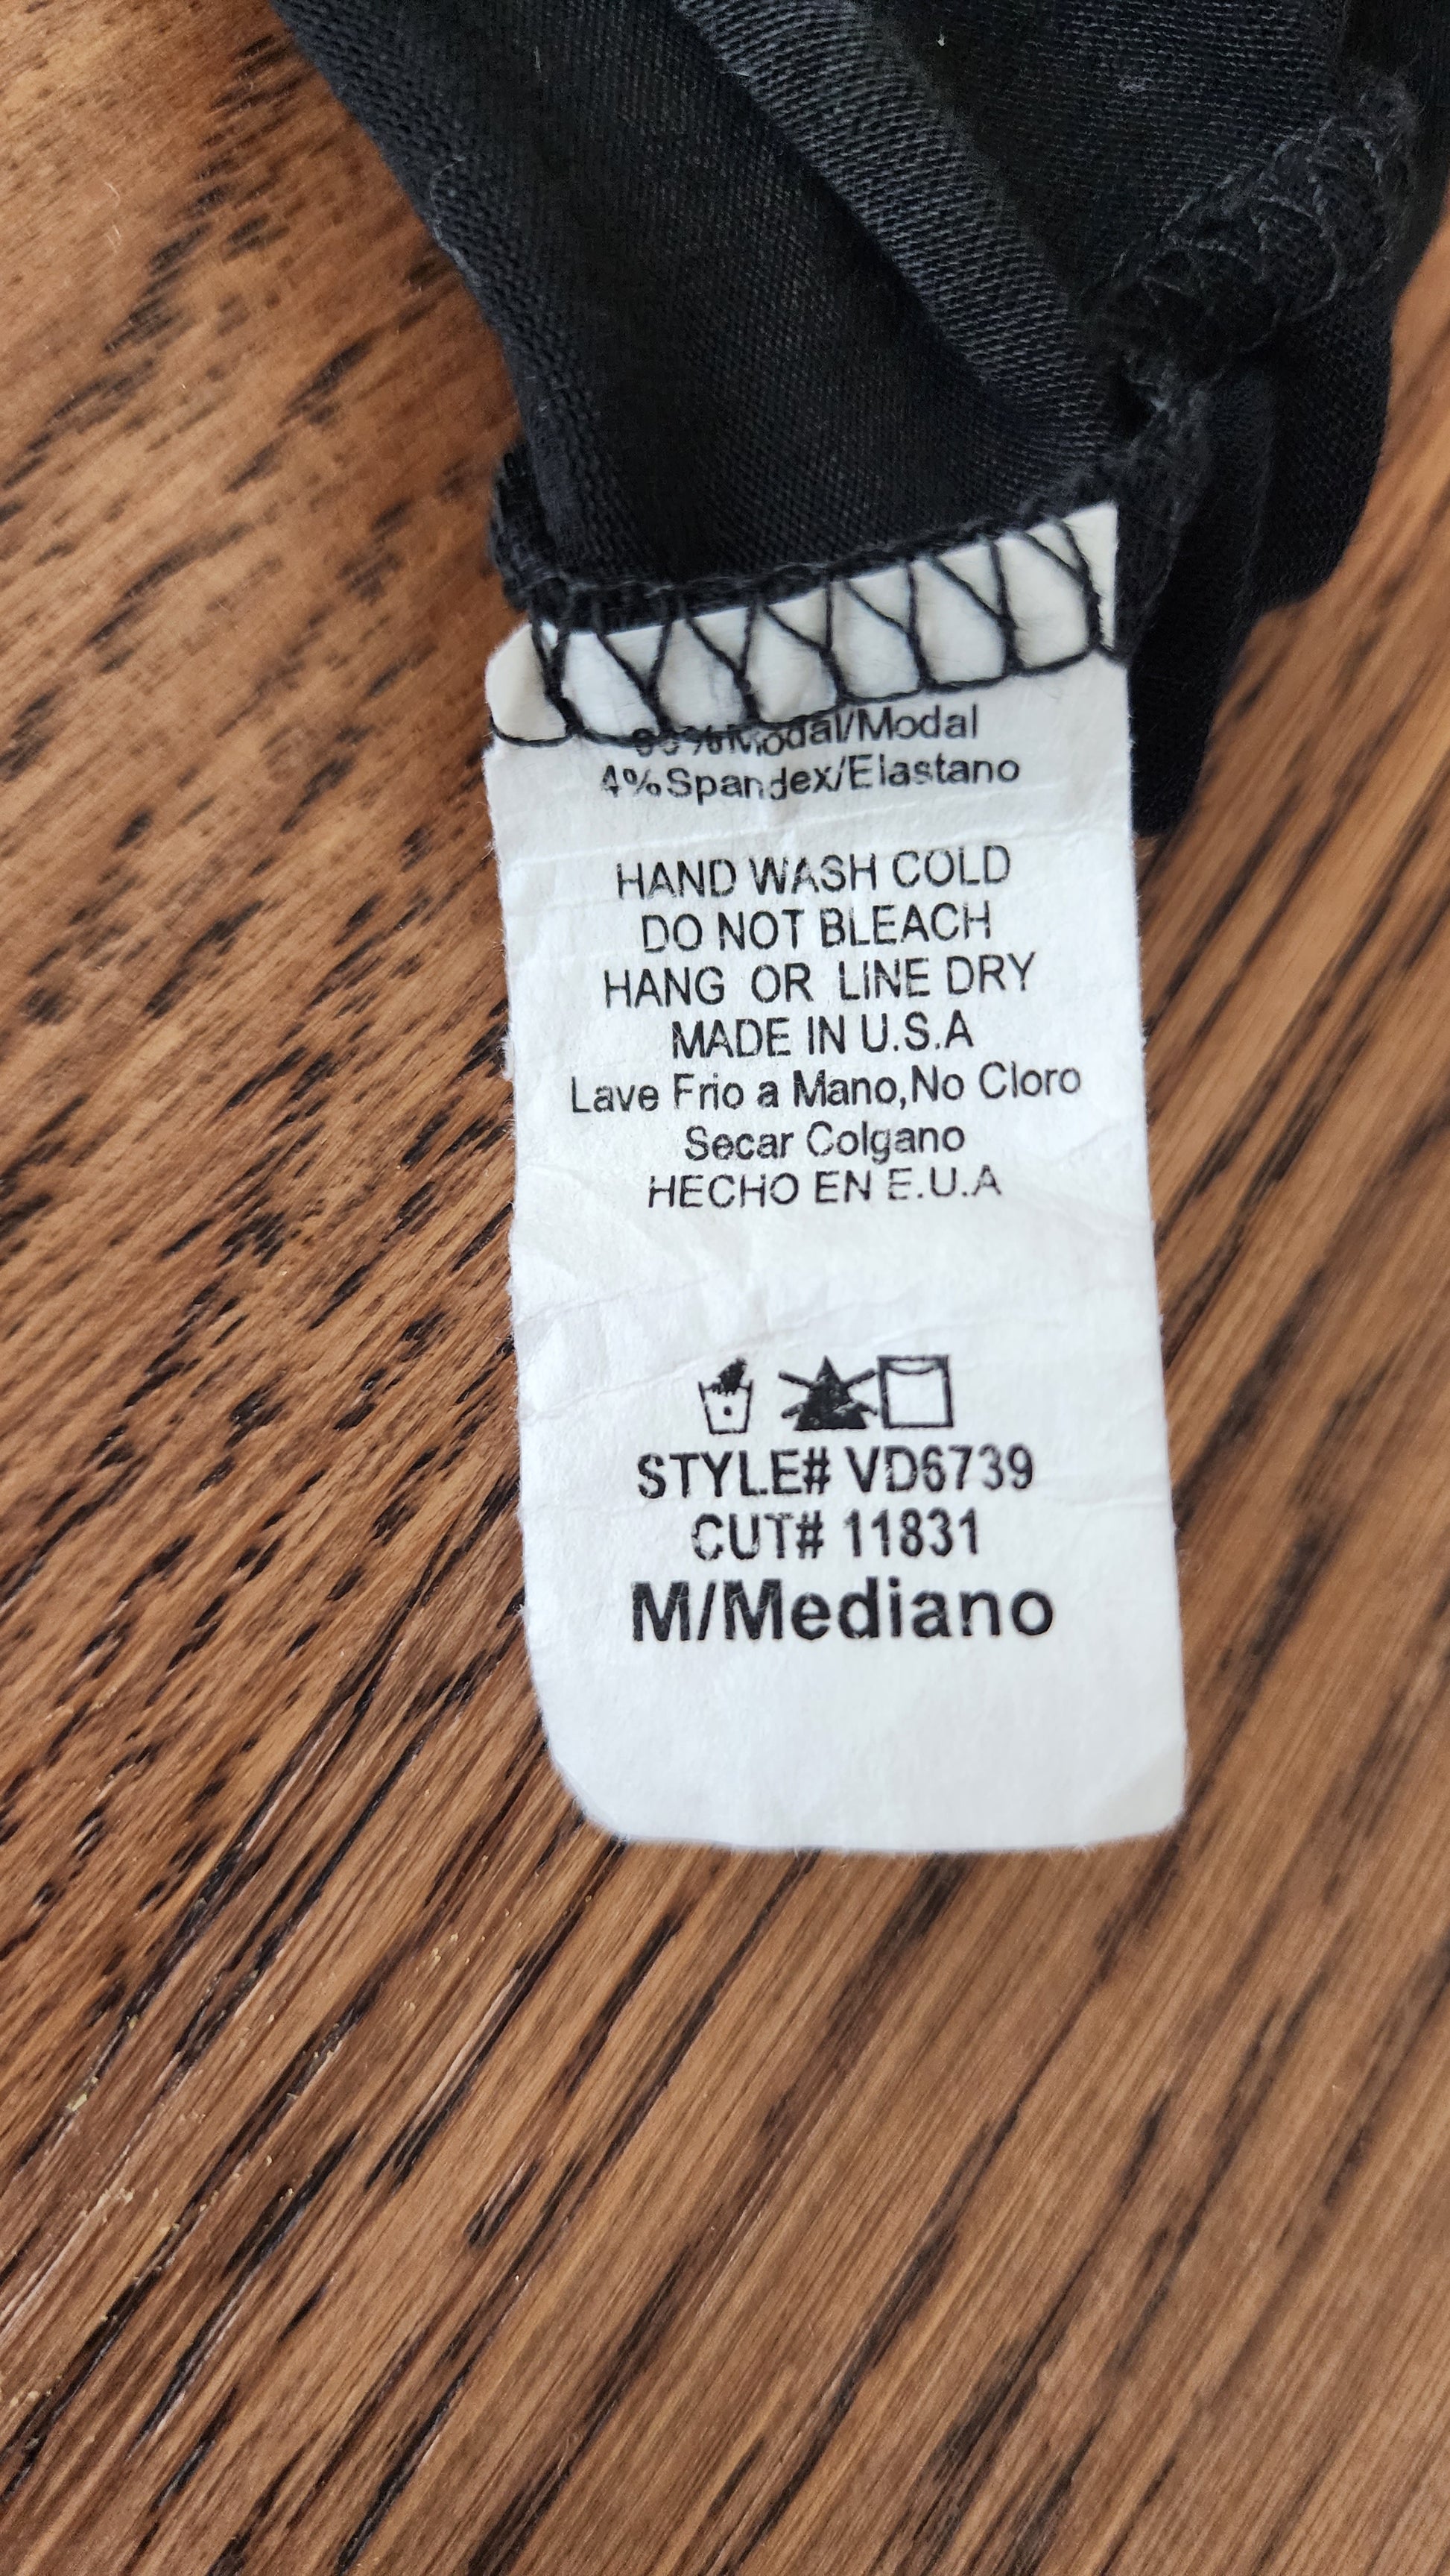 Modal/Modal
4%Spandex/Elastano
HAND WASH COLD
DO NOT BLEACH
HANG OR LINE DRY
MADE IN U.S.A
Lave Frio a Mano,No Cloro
Secar Colgano
HECHO EN E.U.A
STYLE# VD6739
CUT# 11831
M/Mediano